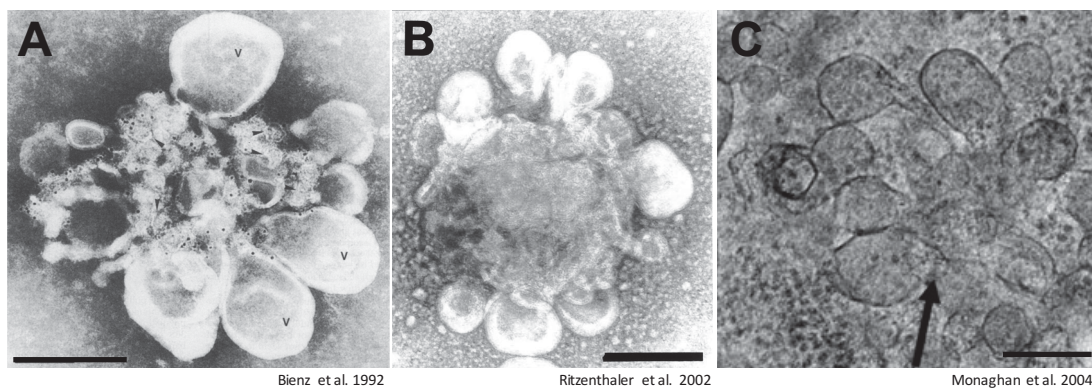 A
B
C
v
v
v
Bienz et al. 1992
Ritzenthaler et al. 2002
Monaghan et al. 2004